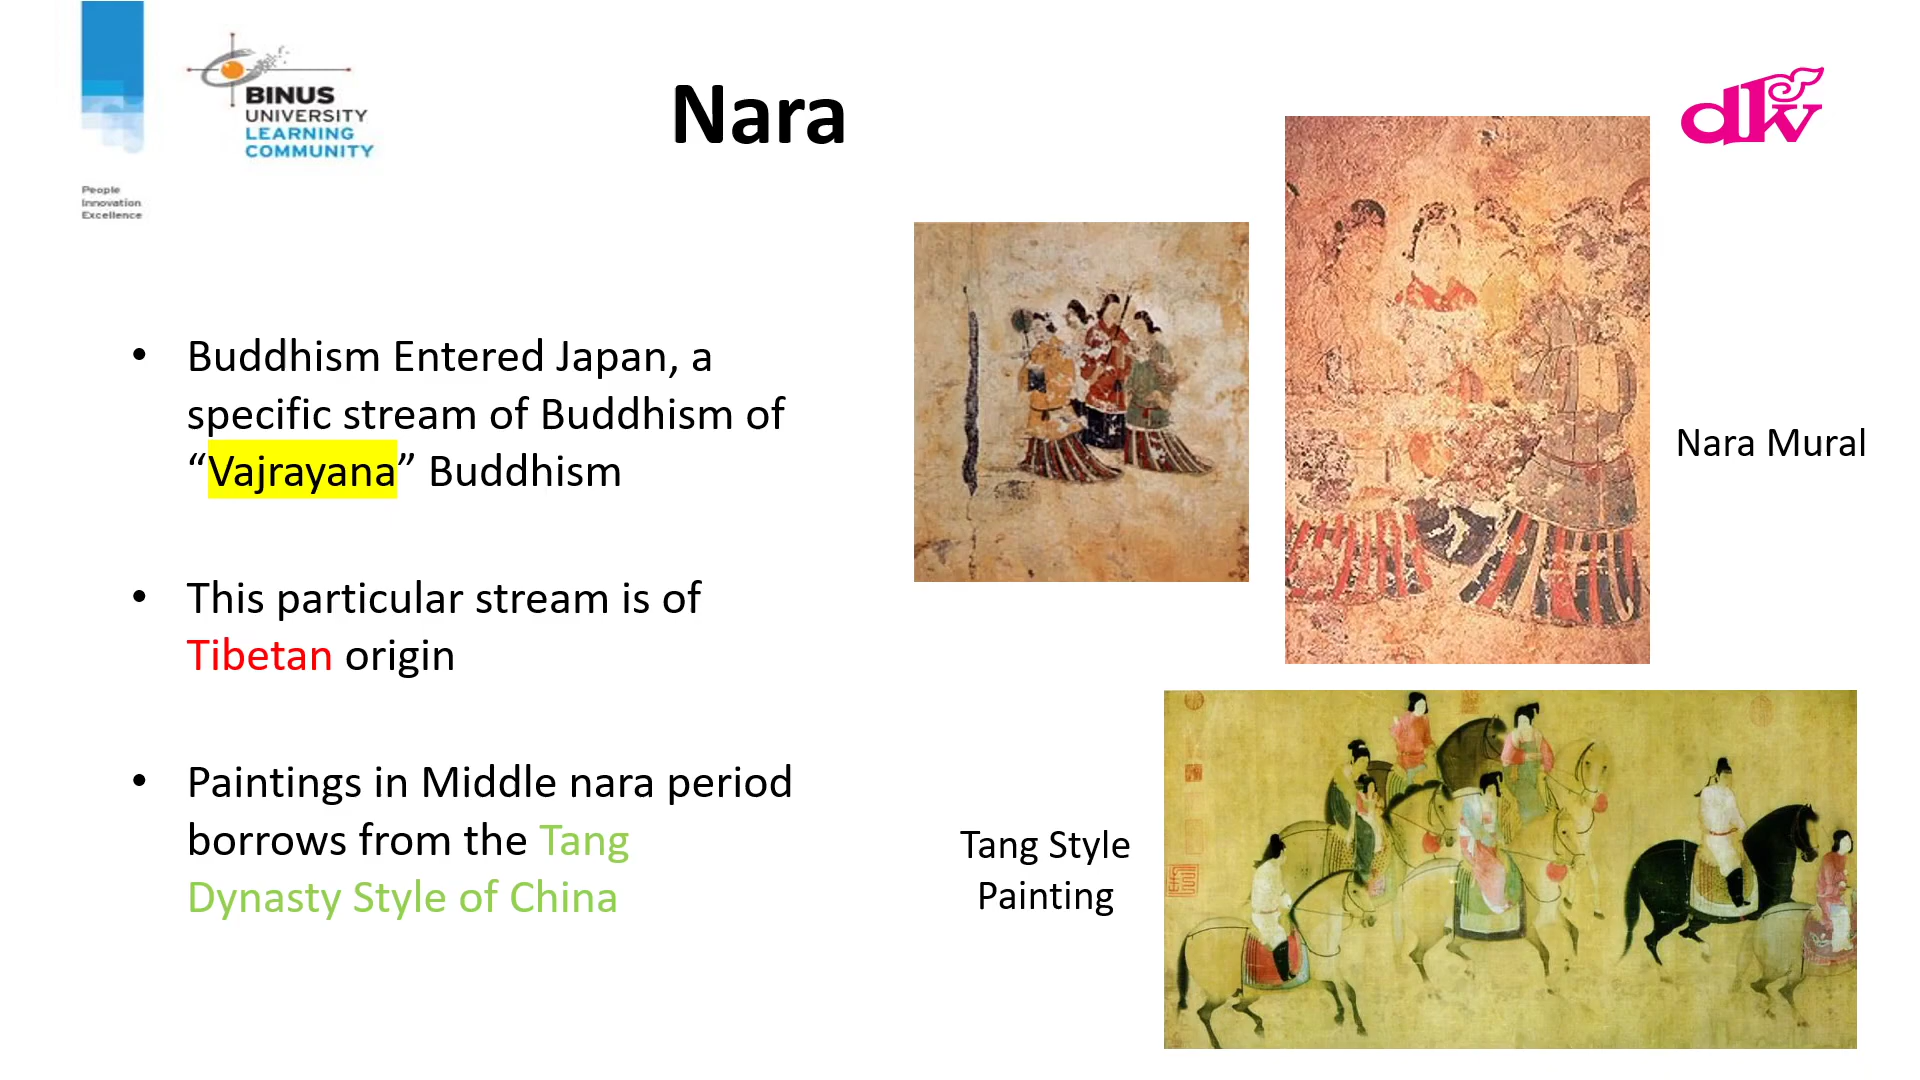 People
Innovation
Excellence
BINUS
UNIVERSITY
LEARNING
COMMUNITY
Nara
dkv
• Buddhism Entered Japan, a
specific stream of Buddhism of
“Vajrayana” Buddhism
• This particular stream is of
Tibetan origin
• Paintings in Middle nara period
borrows from the Tang
Dynasty Style of China
Nara Mural
Tang Style
Painting